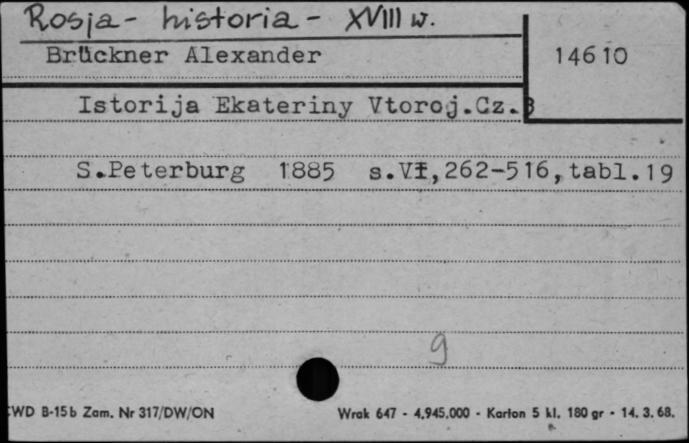 Rosja - historia - XVIII w.
Brückner Alexander
14610
Istorija Ekateriny Vtoroj.Cz.3
S.Peterburg 1885 s.VI,262-516,tabl.19
9
CWD B-15b Zam. Nr 317/DW/ON
Wrak 647 - 4.945.000 - Karton 5 kl. 180 gr - 14. 3. 68.